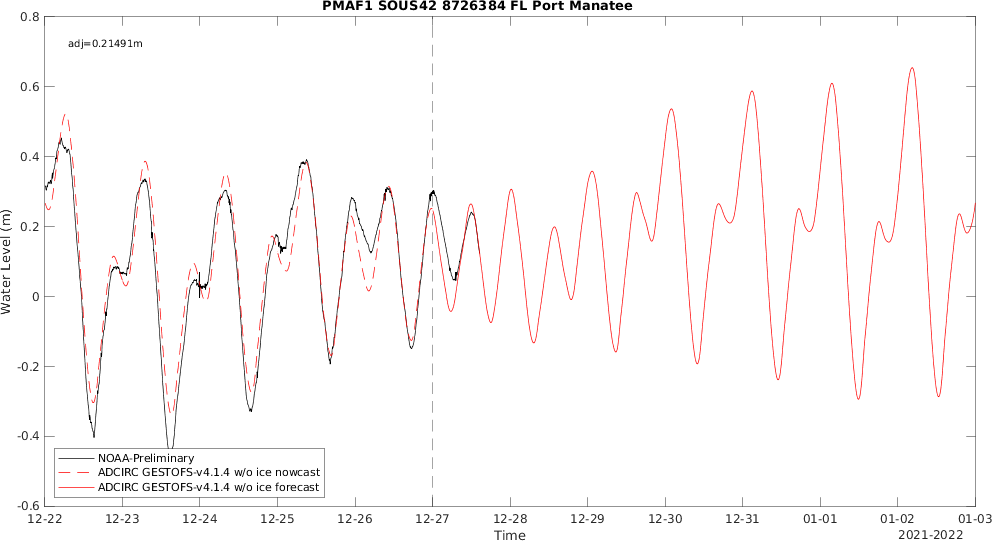 PMAF1 SOUS42 8726384 FL Port Manatee
adj=0.21491m
0.8
0.6
0.4
0.2
0
-0.2
-0.4
-0.6
Water Level (m)
NOAA-Preliminary
ADCIRC GESTOFS-v4.1.4 w/o ice nowcast
ADCIRC GESTOFS-v4.1.4 w/o ice forecast
12-22 12-23 12-24 12-25 12-26 12-27 12-28 12-29 12-30 12-31 01-01 01-02 01-03
Time
2021-2022